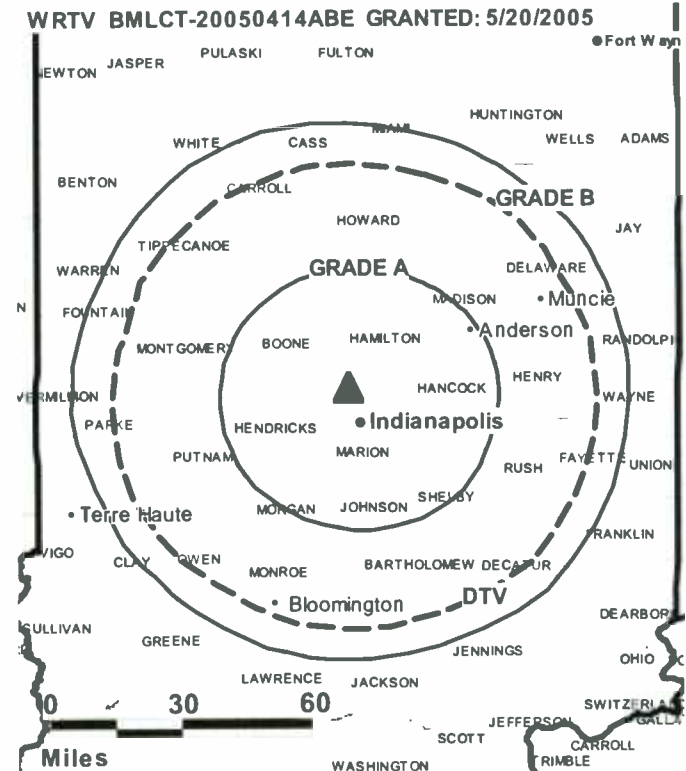 WRTV BMLCT-20050414ABE GRANTED: 5/20/2005
Fort Wayn
NEWTON
JASPER
PULASKI
FULTON
HUNTINGTON
WHITE
CASS
MIAMI
WELLS
ADAMS
BENTON
CARROLL
GRADE B
HOWARD
JAY
TIPPECANOE
WARREN
GRADE A
DELAWARE
FOUNTAIN
MADISON
Muncie
Anderson
MONTGOMERY
BOONE
HAMILTON
RANDOLPH
HENRY
HANCOCK
VERMILLION
WAYNE
Indianapolis
PARKE
HENDRICKS
MARION
PUTNAM
RUSH
FAYETTE
UNION
SHELBY
MORGAN
JOHNSON
Terre Haute
FRANKLIN
VIGO
CLAY
OWEN
MONROE
BARTHOLOMEW
DECATUR
DTV
Bloomington
DEARBOR
SULLIVAN
GREENE
JENNINGS
OHIO
LAWRENCE
JACKSON
0 30 60
SWITZERLAND
JEFFERSON
GALLA
SCOTT
CARROLL
Miles
WASHINGTON
TRIMBLE